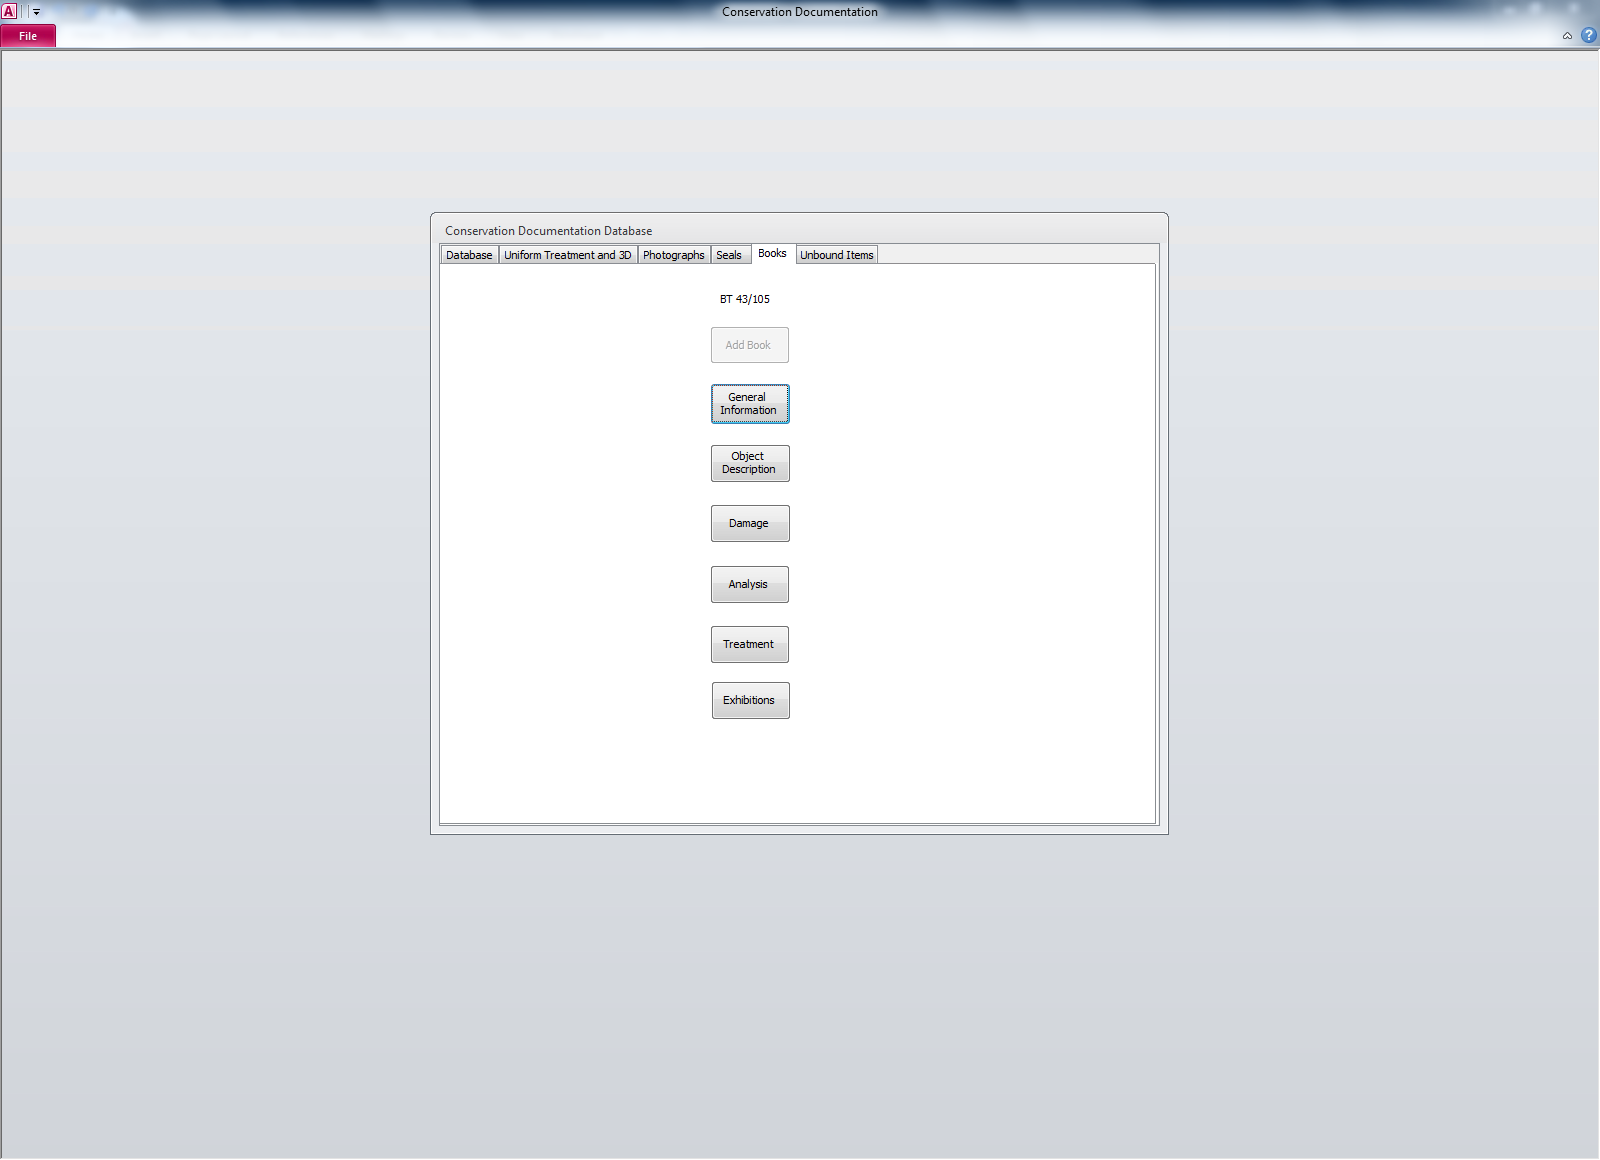 A
Conservation Documentation
File
?
Conservation Documentation Database
Database Uniform Treatment and 3D Photographs Seals Books Unbound Items
BT 43/105
Add Book
General
Information
Object
Description
Damage
Analysis
Treatment
Exhibitions